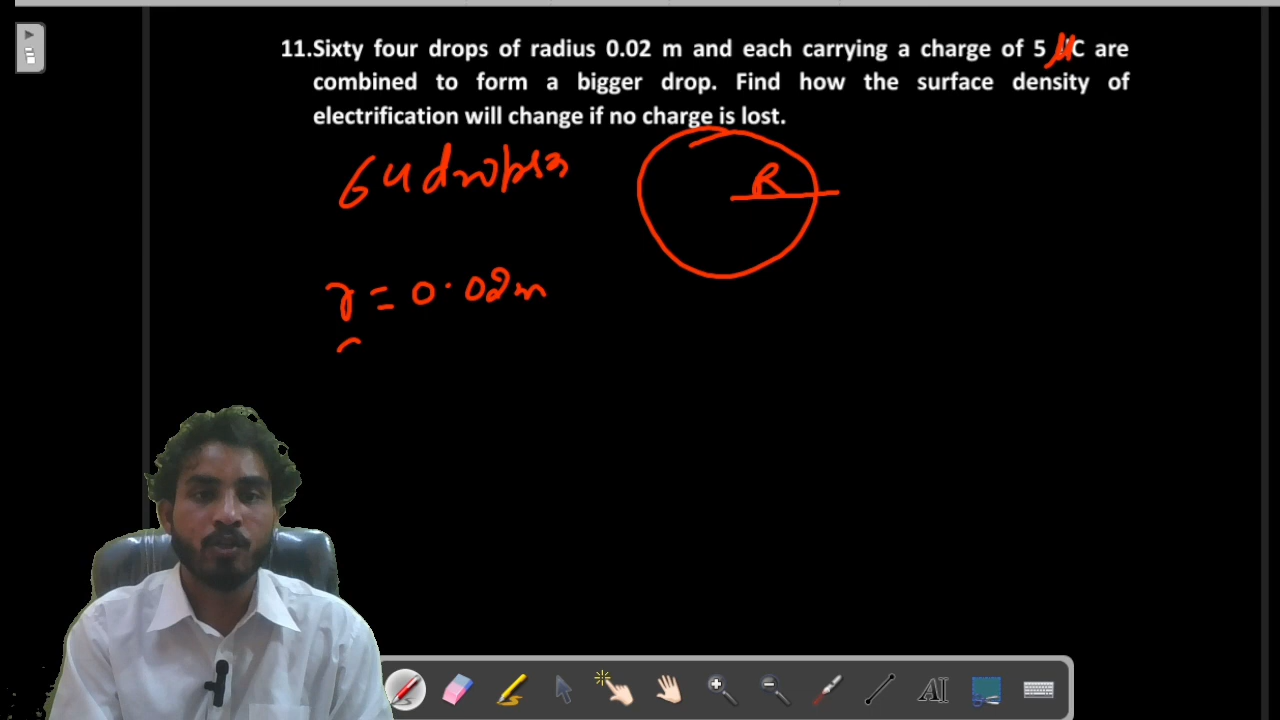 11.Sixty four drops of radius 0.02 m and each carrying a charge of 5 μC are
combined to form a bigger drop. Find how the surface density of
electrification will change if no charge is lost.
64
R
r = 0.02m
AI